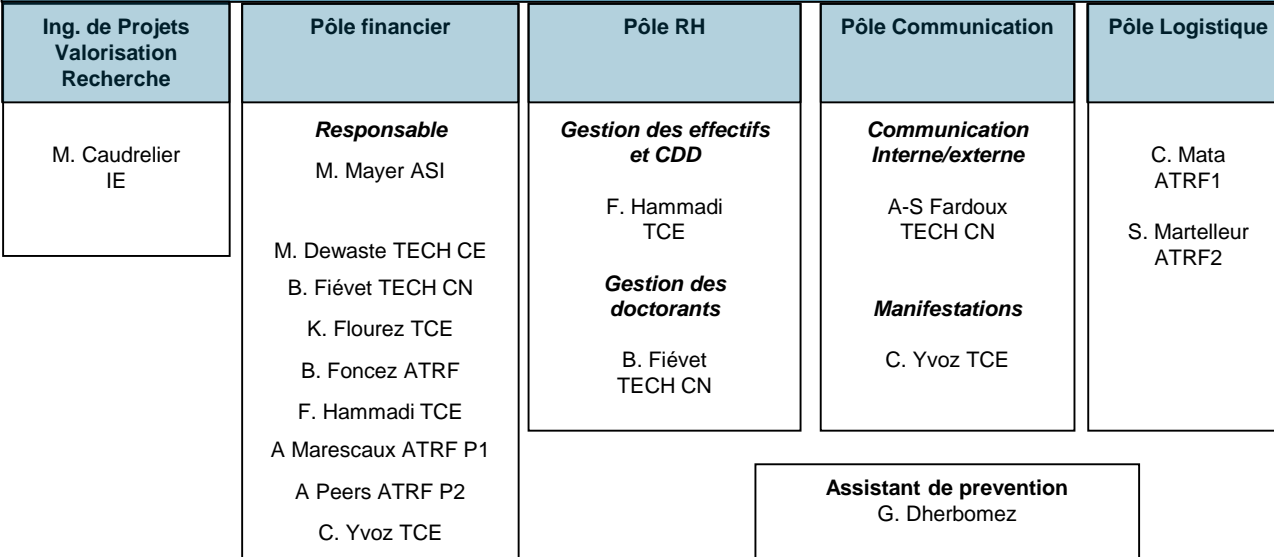 Ing. de Projets
Valorisation
Recherche
M. Caudrelier
IE
Pôle financier
Responsable
M. Mayer ASI
M. Dewaste TECH CE
B. Fiévet TECH CN
K. Flourez TCE
B. Foncez ATRF
F. Hammadi TCE
A Marescaux ATRF P1
A Peers ATRF P2
C. Yvoz TCE
Pôle RH
Gestion des effectifs
et CDD
F. Hammadi
TCE
Gestion des
doctorants
B. Fiévet
TECH CN
Pôle Communication
Communication
Interne/externe
A-S Fardoux
TECH CN
Manifestations
C. Yvoz TCE
Pôle Logistique
C. Mata
ATRF1
S. Martelleur
ATRF2
Assistant de prevention
G. Dherbomez